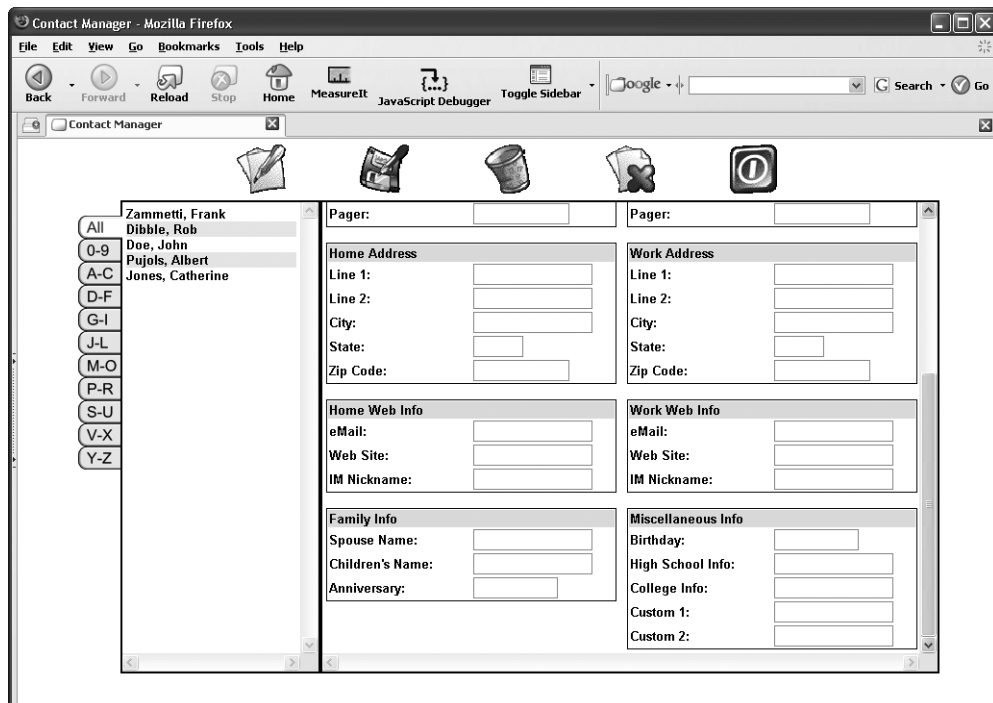 Contact Manager - Mozilla Firefox
File Edit View Go Bookmarks Tools Help
Back Forward Reload Stop Home MeasureIt JavaScript Debugger Toggle Sidebar Google G Search Go
Contact Manager
All
0-9
A-C
D-F
G-I
J-L
M-O
P-R
S-U
V-X
Y-Z
Zammetti, Frank
Dibble, Rob
Doe, John
Pujols, Albert
Jones, Catherine
Pager: Pager:
Home Address
Line 1:
Line 2:
City:
State:
Zip Code:
Work Address
Line 1:
Line 2:
City:
State:
Zip Code:
Home Web Info
eMail:
Web Site:
IM Nickname:
Work Web Info
eMail:
Web Site:
IM Nickname:
Family Info
Spouse Name:
Children's Name:
Anniversary:
Miscellaneous Info
Birthday:
High School Info:
College Info:
Custom 1:
Custom 2: